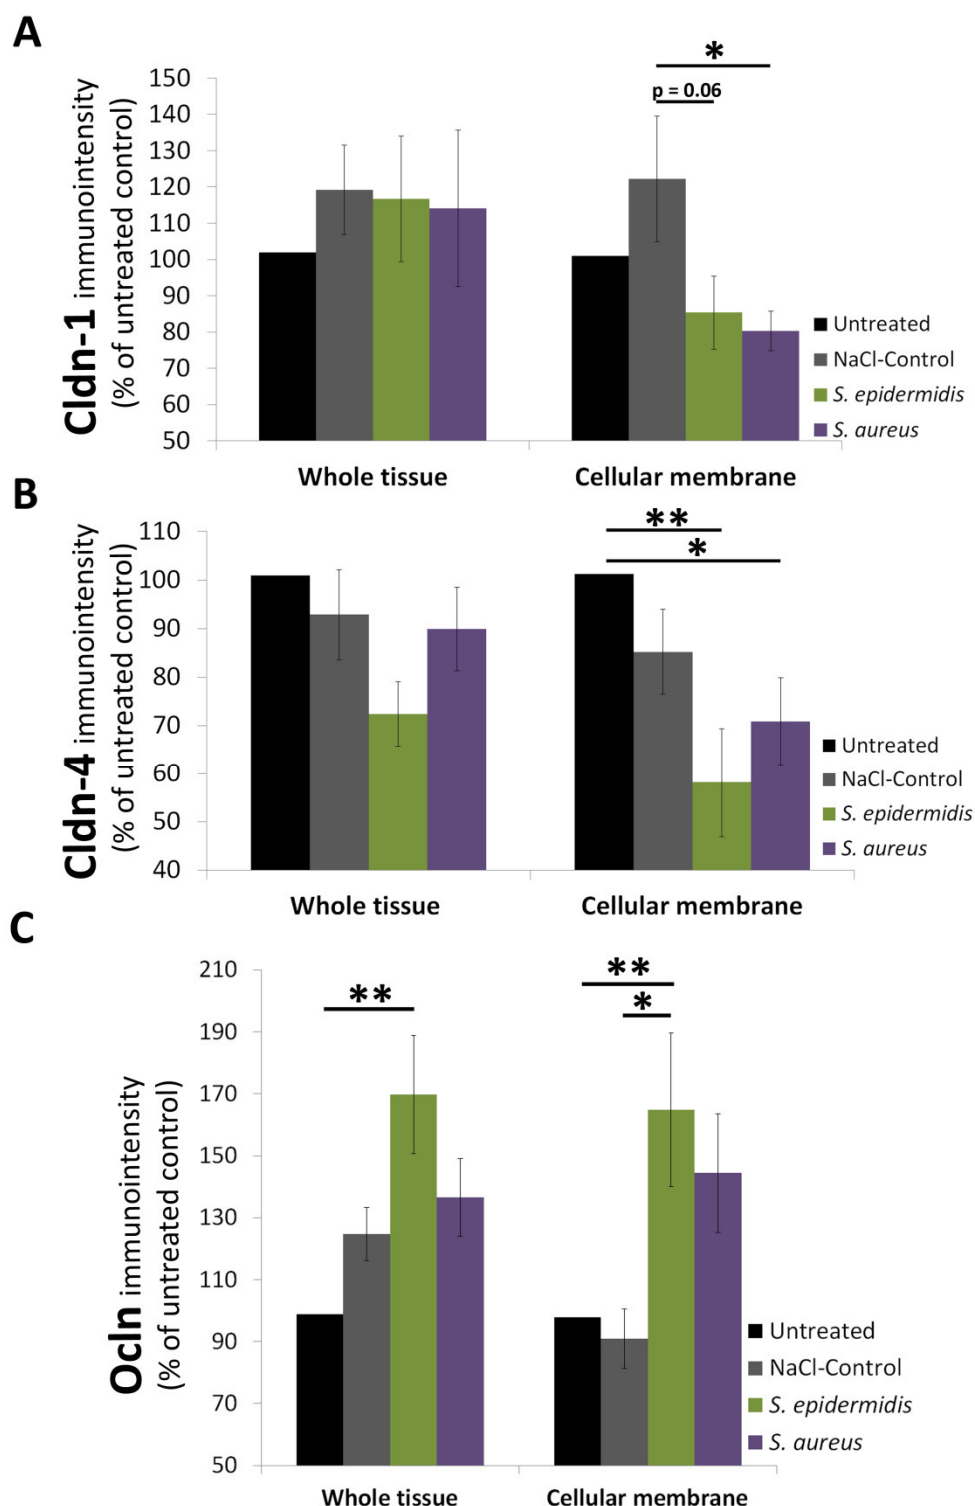 A
Cldn-1 immunointensity
(% of untreated control)
150
140
130
120
110
100
90
80
70
60
50
*
p = 0.06
Untreated
NaCl-Control
S. epidermidis
S. aureus
Whole tissue
Cellular membrane
B
Cldn-4 immunointensity
(% of untreated control)
110
100
90
80
70
60
50
40
**
*
Untreated
NaCl-Control
S. epidermidis
S. aureus
Whole tissue
Cellular membrane
C
Ocln immunointensity
(% of untreated control)
210
190
170
150
130
110
90
70
50
**
**
*
Untreated
NaCl-Control
S. epidermidis
S. aureus
Whole tissue
Cellular membrane